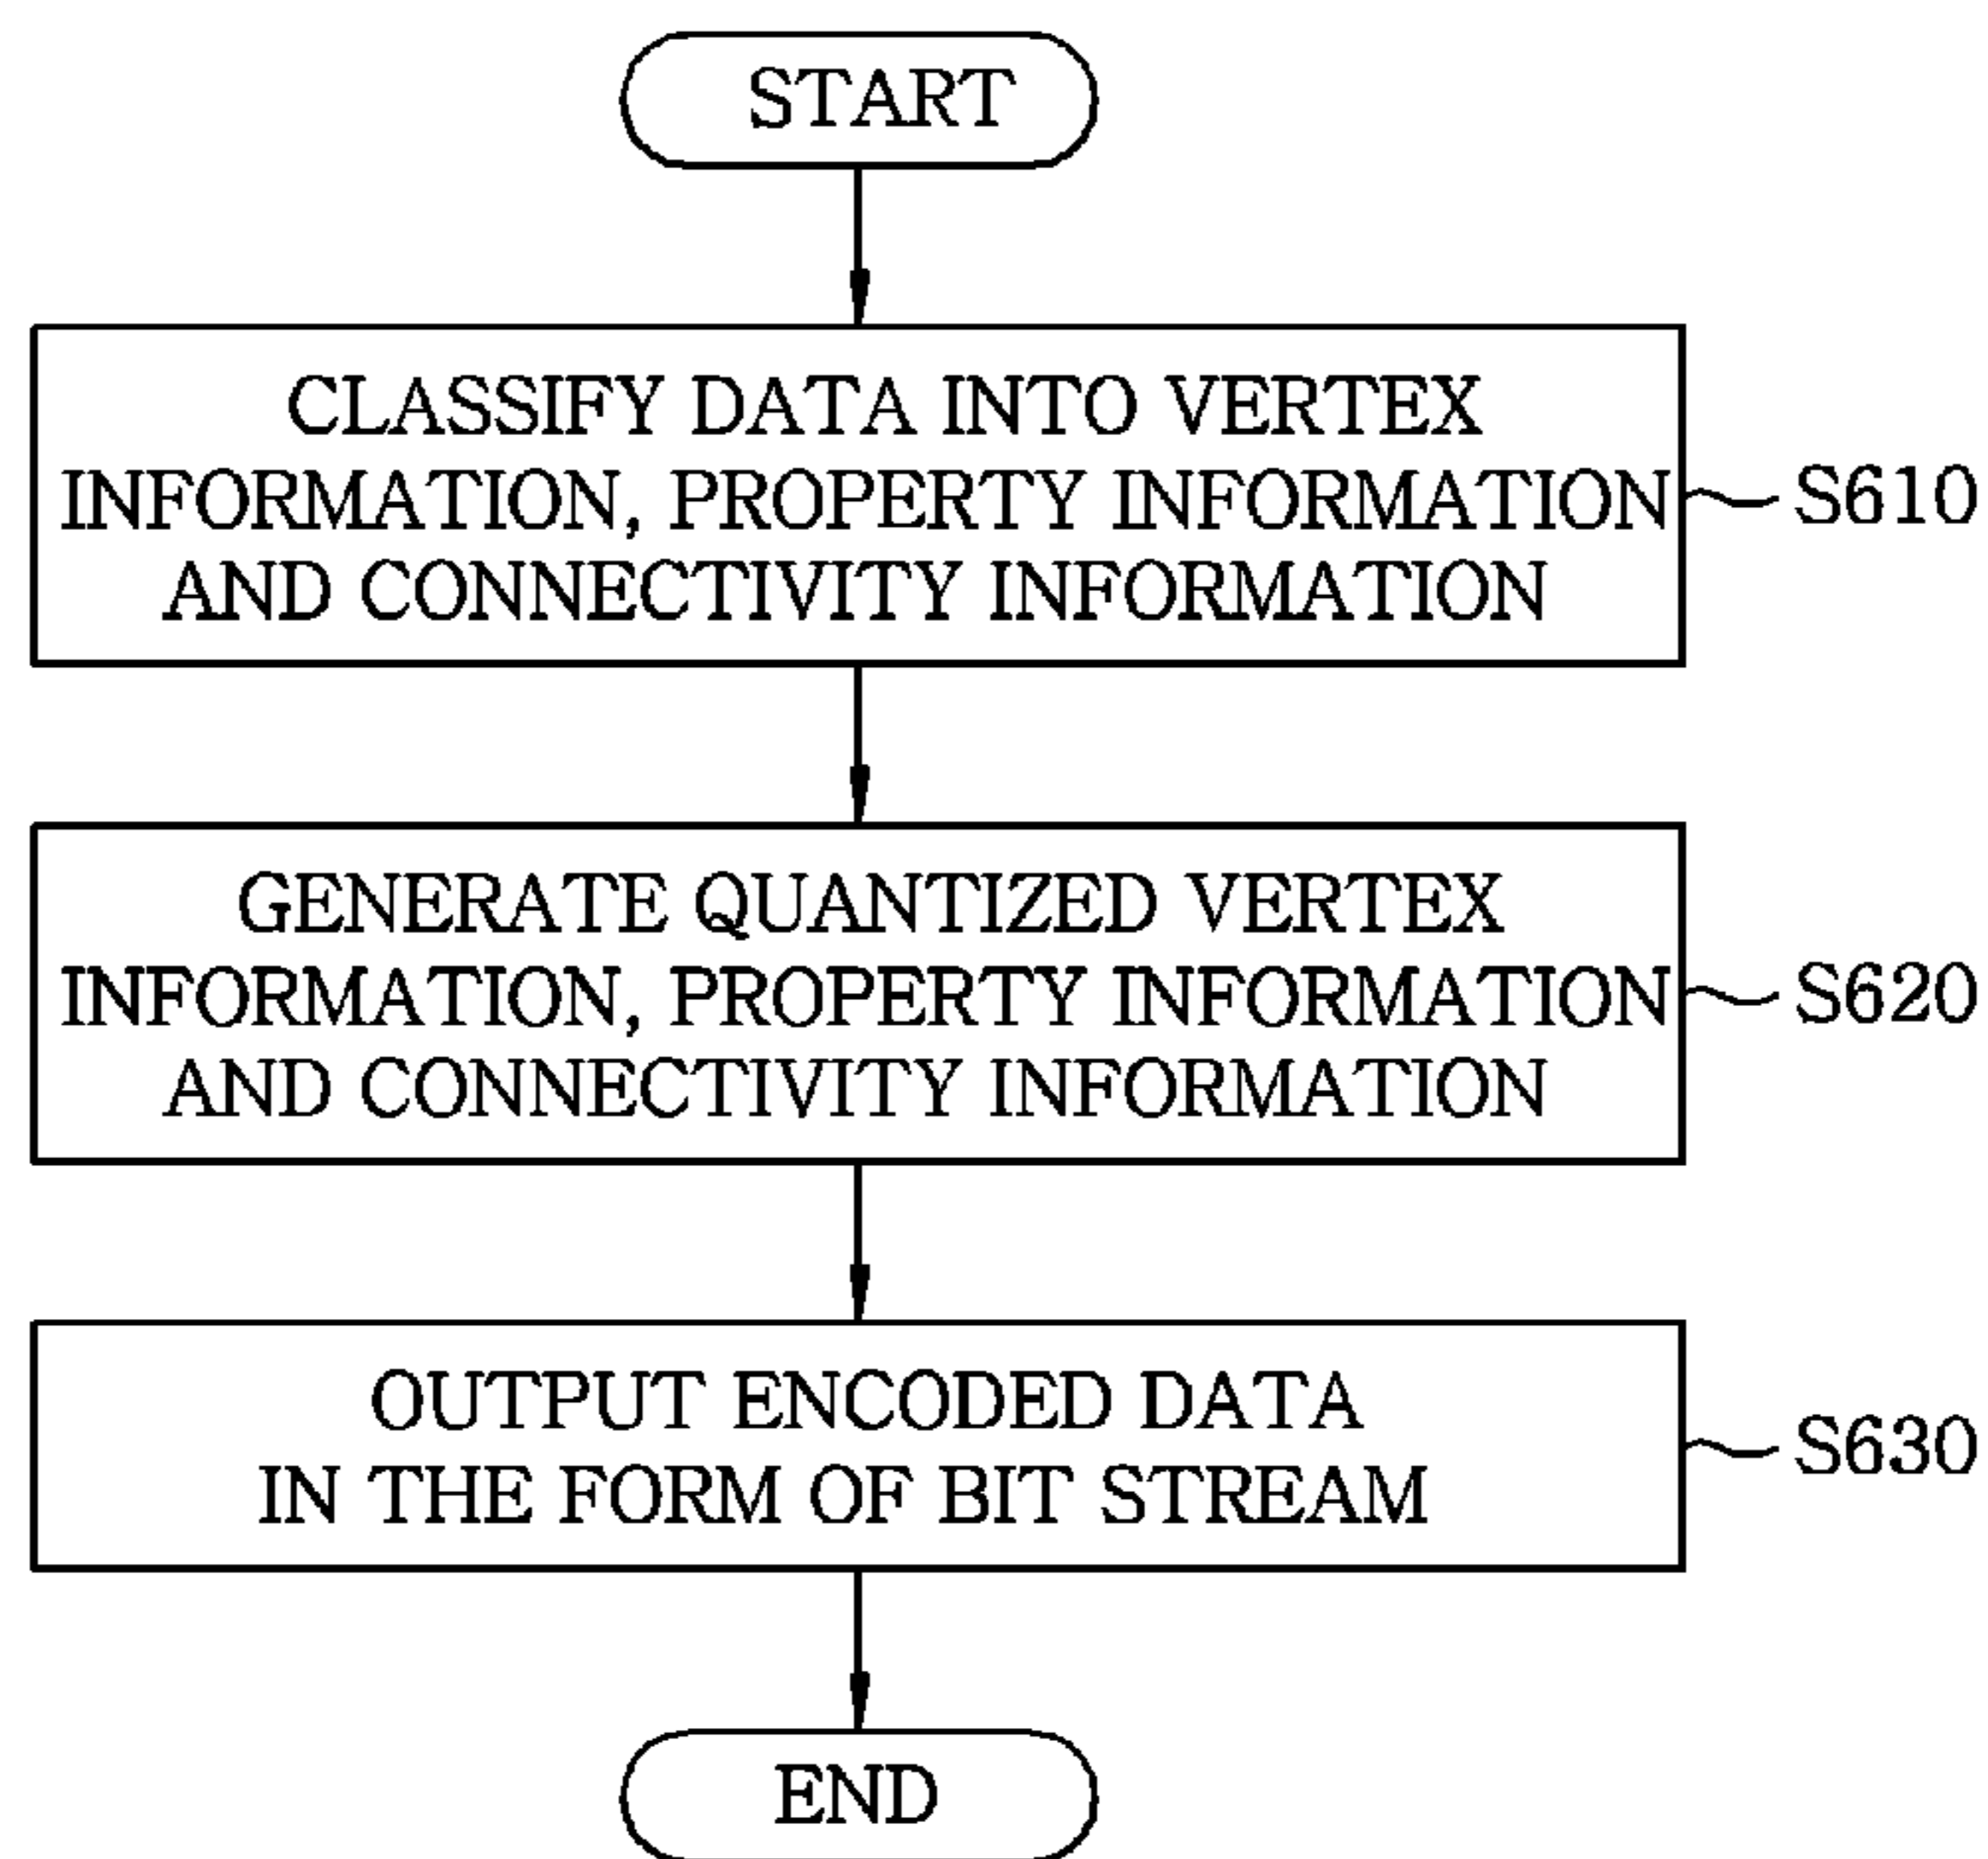 START
CLASSIFY DATA INTO VERTEX
INFORMATION, PROPERTY INFORMATION
AND CONNECTIVITY INFORMATION
S610
GENERATE QUANTIZED VERTEX
INFORMATION, PROPERTY INFORMATION
AND CONNECTIVITY INFORMATION
S620
OUTPUT ENCODED DATA
IN THE FORM OF BIT STREAM
S630
END